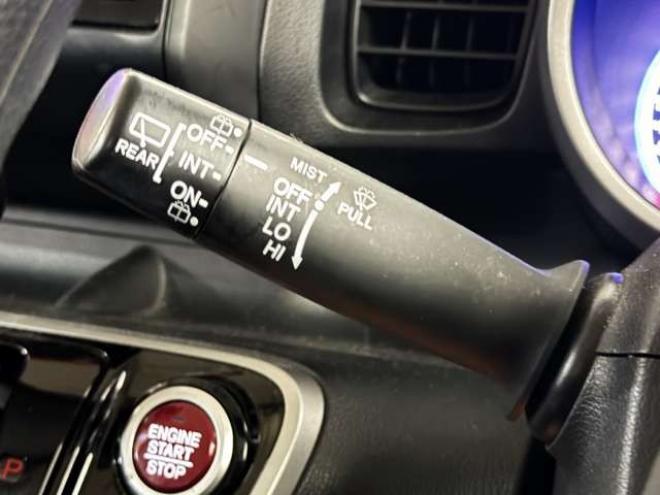 REAR
OFF
INT
ON
MIST
OFF
INT
LO
HI
PULL
ENGINE
START
STOP
P